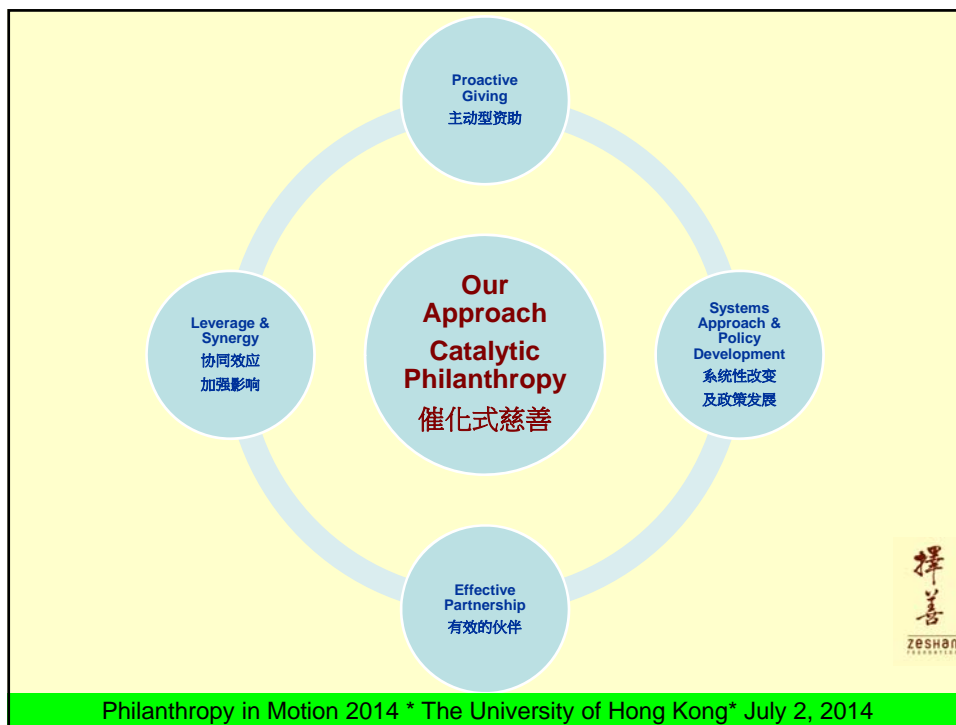 Proactive
Giving
主动型资助
Our
Approach
Catalytic
Philanthropy
催化式慈善
Leverage &
Synergy
协同效应
加强影响
Systems
Approach &
Policy
Development
系统性改变
及政策发展
Effective
Partnership
有效的伙伴
擇
善
zeshan
FOUNDATION
Philanthropy in Motion 2014 * The University of Hong Kong* July 2, 2014